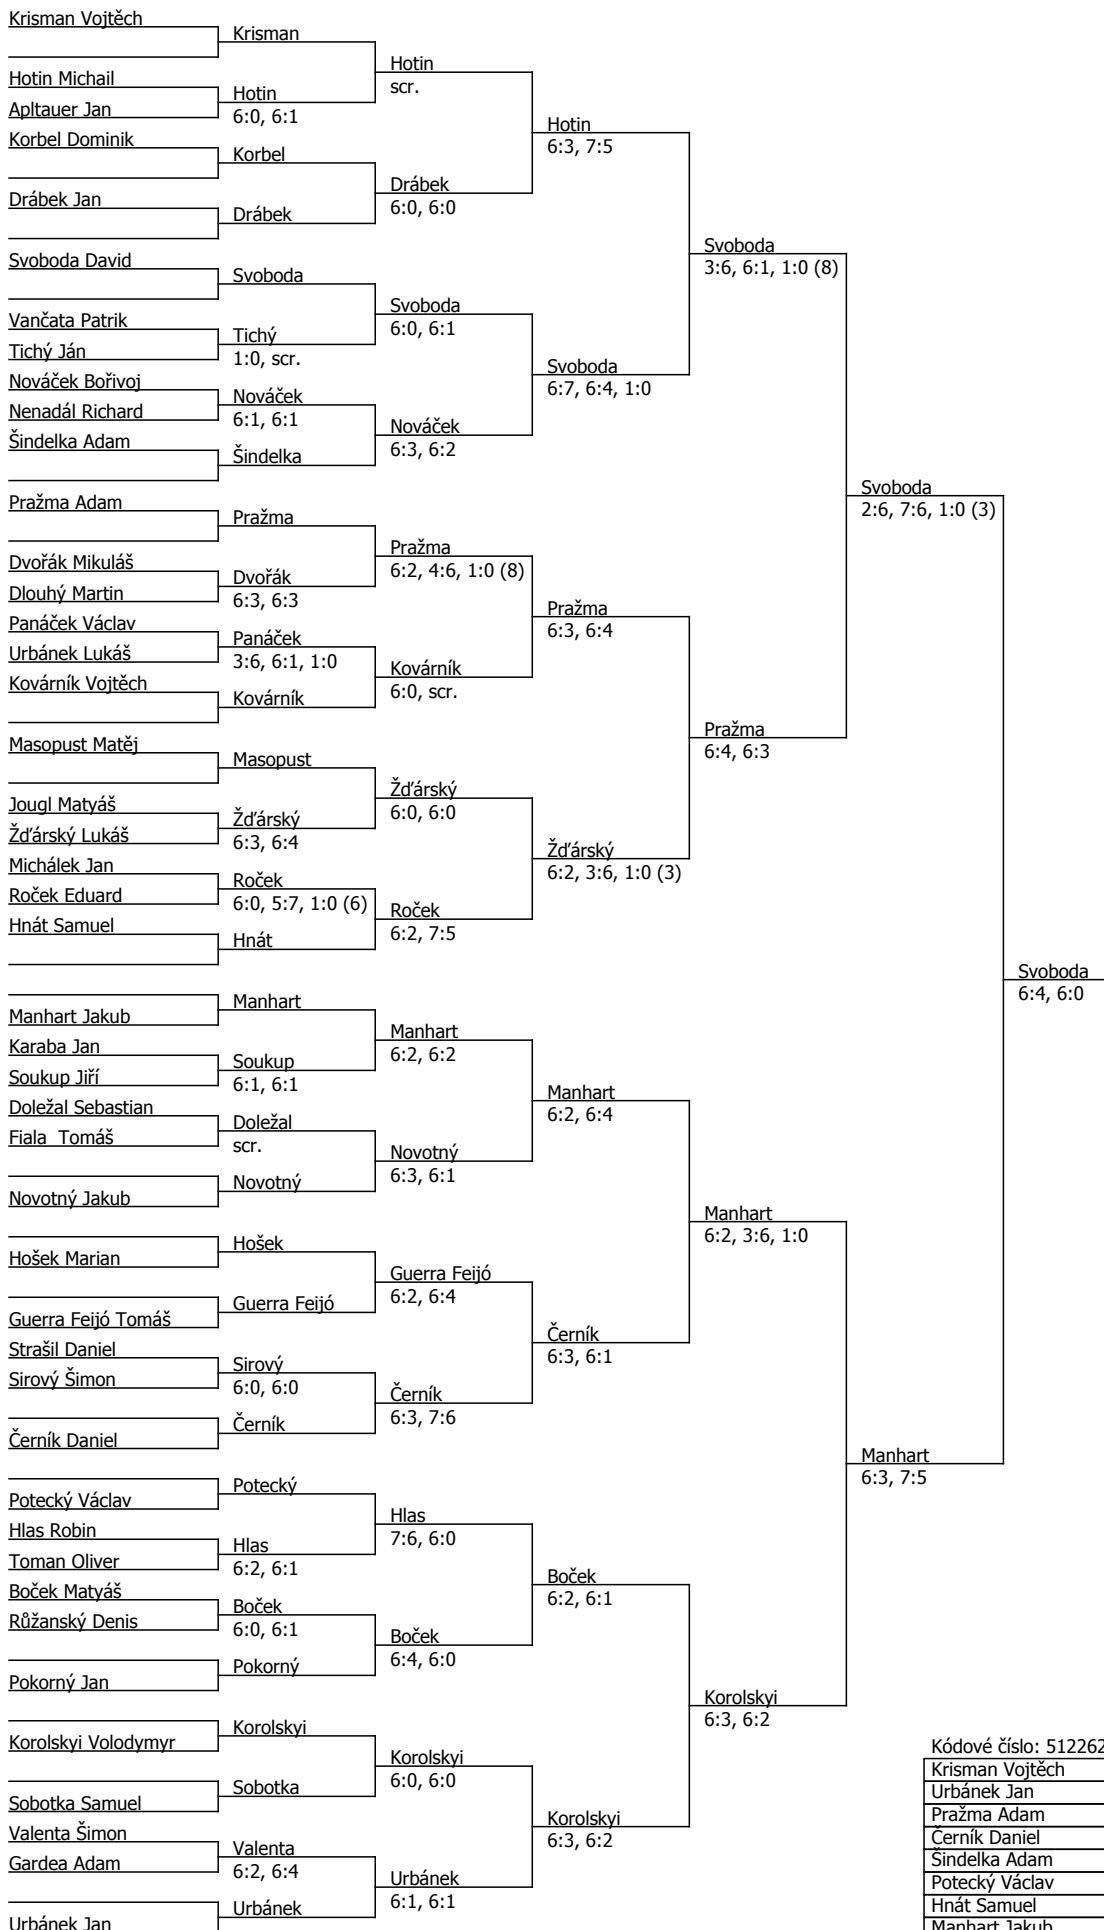 Krisman Vojtěch
Hotin Michail
Apltauer Jan
Korbel Dominik
Drábek Jan
Svoboda David
Vančata Patrik
Tichý Ján
Nováček Bořivoj
Nenadál Richard
Šindelka Adam
Pražma Adam
Dvořák Mikuláš
Dlouhý Martin
Panáček Václav
Urbánek Lukáš
Kovárník Vojtěch
Masopust Matěj
Jougl Matyáš
Žďárský Lukáš
Michálek Jan
Roček Eduard
Hnát Samuel
Manhart Jakub
Karaba Jan
Soukup Jiří
Doležal Sebastian
Fiala  Tomáš
Novotný Jakub
Hošek Marian
Guerra Feijó Tomáš
Strašil Daniel
Sirový Šimon
Černík Daniel
Potecký Václav
Hlas Robin
Toman Oliver
Boček Matyáš
Růžanský Denis
Pokorný Jan
Korolskyi Volodymyr
Sobotka Samuel
Valenta Šimon
Gardea Adam
Urbánek Jan
Krisman
Hotin
6:0, 6:1
Korbel
Drábek
Svoboda
Tichý
1:0, scr.
Nováček
6:1, 6:1
Šindelka
Pražma
Dvořák
6:3, 6:3
Panáček
3:6, 6:1, 1:0
Kovárník
Masopust
Žďárský
6:3, 6:4
Roček
6:0, 5:7, 1:0 (6)
Hnát
Manhart
Soukup
6:1, 6:1
Doležal
scr.
Novotný
Hošek
Guerra Feijó
Sirový
6:0, 6:0
Černík
Potecký
Hlas
6:2, 6:1
Boček
6:0, 6:1
Pokorný
Korolskyi
Sobotka
Valenta
6:2, 6:4
Urbánek
Hotin
scr.
Drábek
6:0, 6:0
Svoboda
6:0, 6:1
Nováček
6:3, 6:2
Pražma
6:2, 4:6, 1:0 (8)
Kovárník
6:0, scr.
Žďárský
6:0, 6:0
Roček
6:2, 7:5
Manhart
6:2, 6:2
Novotný
6:3, 6:1
Guerra Feijó
6:2, 6:4
Černík
6:3, 7:6
Hlas
7:6, 6:0
Boček
6:4, 6:0
Korolskyi
6:0, 6:0
Urbánek
6:1, 6:1
Hotin
6:3, 7:5
Svoboda
6:7, 6:4, 1:0
Pražma
6:3, 6:4
Žďárský
6:2, 3:6, 1:0 (3)
Manhart
6:2, 6:4
Černík
6:3, 6:1
Boček
6:2, 6:1
Korolskyi
6:3, 6:2
Svoboda
3:6, 6:1, 1:0 (8)
Pražma
6:4, 6:3
Manhart
6:2, 3:6, 1:0
Korolskyi
6:3, 6:2
Svoboda
2:6, 7:6, 1:0 (3)
Manhart
6:3, 7:5
Svoboda
6:4, 6:0
Kódové číslo: 512262
Krisman Vojtěch
Urbánek Jan
Pražma Adam
Černík Daniel
Šindelka Adam
Potecký Václav
Hnát Samuel
Manhart Jakub